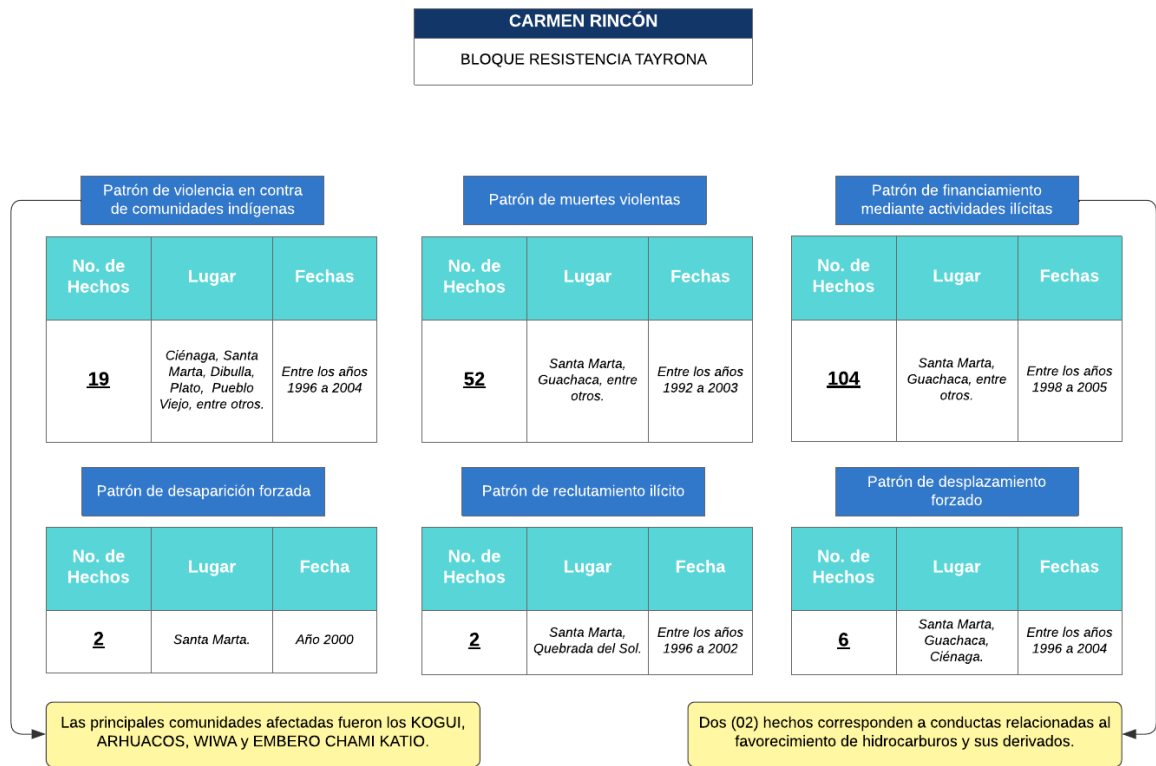 CARMEN RINCÓN
BLOQUE RESISTENCIA TAYRONA
Patrón de violencia en contra
de comunidades indígenas
No. de
Hechos
Lugar
Fechas
19
Ciénaga, Santa
Marta, Dibulla,
Plato, Pueblo
Viejo, entre otros.
Entre los años
1996 a 2004
Patrón de muertes violentas
No. de
Hechos
Lugar
Fechas
52
Santa Marta,
Guachaca, entre
otros.
Entre los años
1992 a 2003
Patrón de financiamiento
mediante actividades ilícitas
No. de
Hechos
Lugar
Fechas
104
Santa Marta,
Guachaca, entre
otros.
Entre los años
1998 a 2005
Patrón de desaparición forzada
No. de
Hechos
Lugar
Fecha
2
Santa Marta.
Año 2000
Patrón de reclutamiento ilícito
No. de
Hechos
Lugar
Fecha
2
Santa Marta,
Quebrada del Sol.
Entre los años
1996 a 2002
Patrón de desplazamiento
forzado
No. de
Hechos
Lugar
Fechas
6
Santa Marta,
Guachaca,
Ciénaga.
Entre los años
1996 a 2004
Las principales comunidades afectadas fueron los KOGUI,
ARHUACOS, WIWA y EMBERO CHAMI KATIO.
Dos (02) hechos corresponden a conductas relacionadas al
favorecimiento de hidrocarburos y sus derivados.